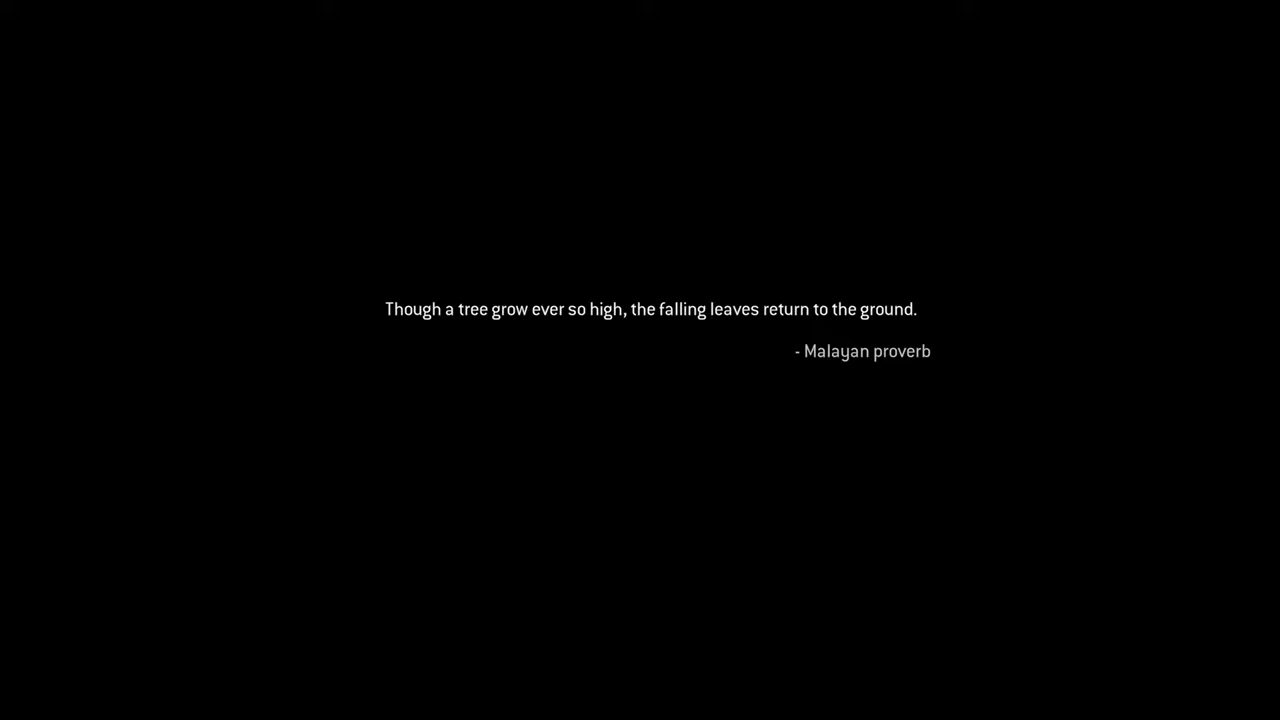 Though a tree grow ever so high, the falling leaves return to the ground.
- Malayan proverb